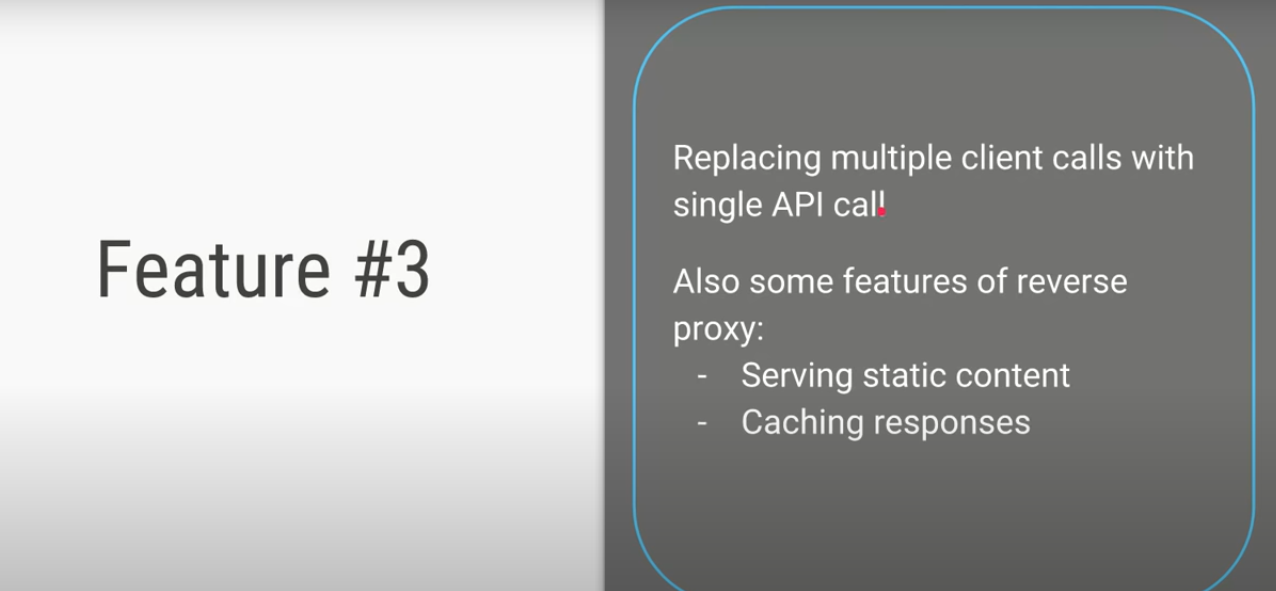 Feature #3
Replacing multiple client calls with
single API call
Also some features of reverse
proxy:
- Serving static content
- Caching responses